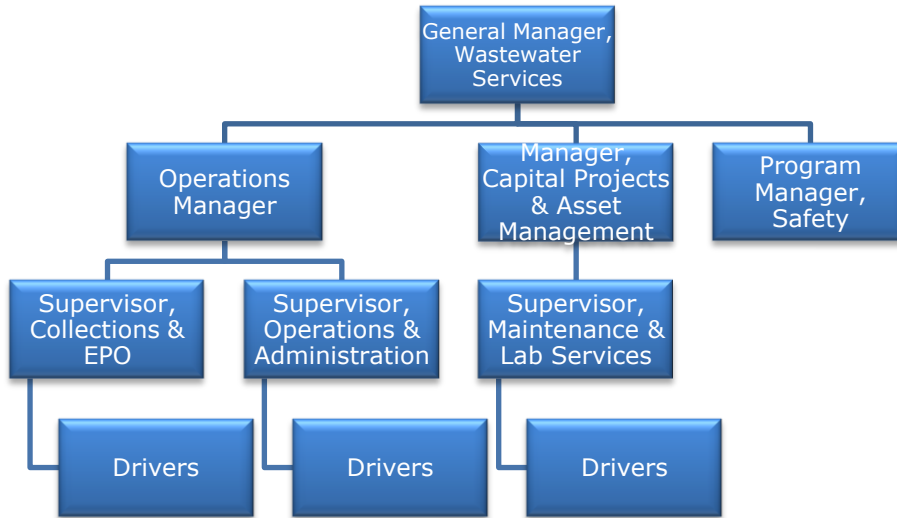 General Manager,
Wastewater
Services
Operations
Manager
Manager,
Capital Projects
& Asset
Management
Program
Manager,
Safety
Supervisor,
Collections &
EPO
Supervisor,
Operations &
Administration
Supervisor,
Maintenance &
Lab Services
Drivers
Drivers
Drivers